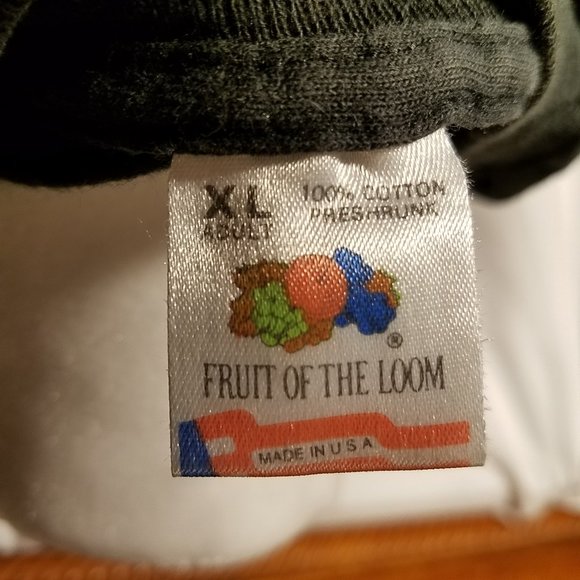 XL 100% COTTON
ADULT PRESHRUNK
®
FRUIT OF THE LOOM
MADE IN U S A